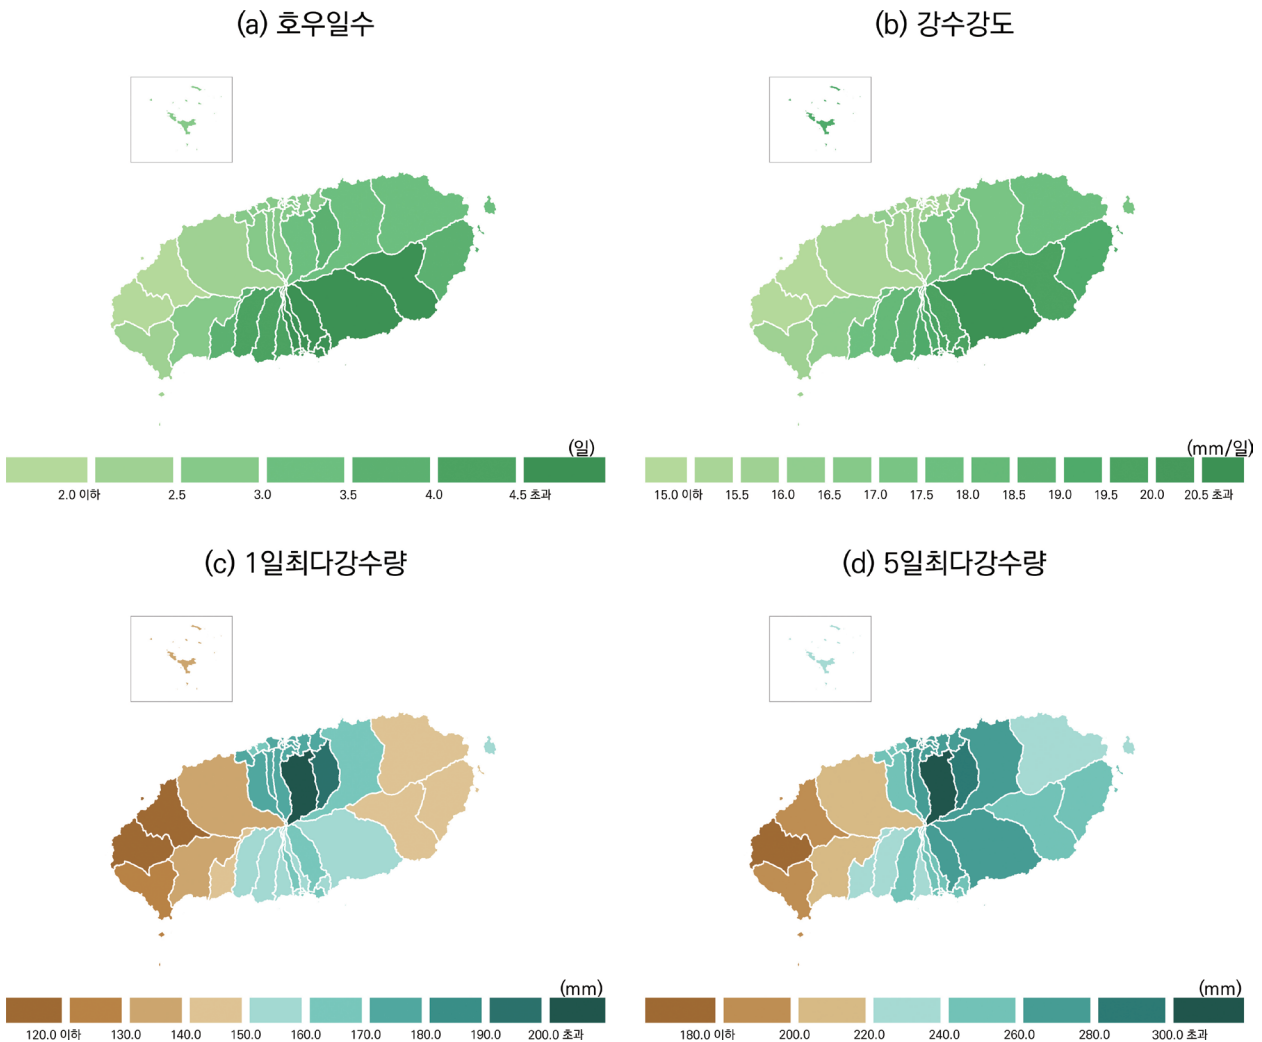 (a) 호우일수
(b) 강수강도
(일)
2.0 이하 2.5 3.0 3.5 4.0 4.5 초과
(mm/일)
15.0 이하 15.5 16.0 16.5 17.0 17.5 18.0 18.5 19.0 19.5 20.0 20.5 초과
(c) 1일최다강수량
(d) 5일최다강수량
(mm)
120.0 이하 130.0 140.0 150.0 160.0 170.0 180.0 190.0 200.0 초과
(mm)
180.0 이하 200.0 220.0 240.0 260.0 280.0 300.0 초과